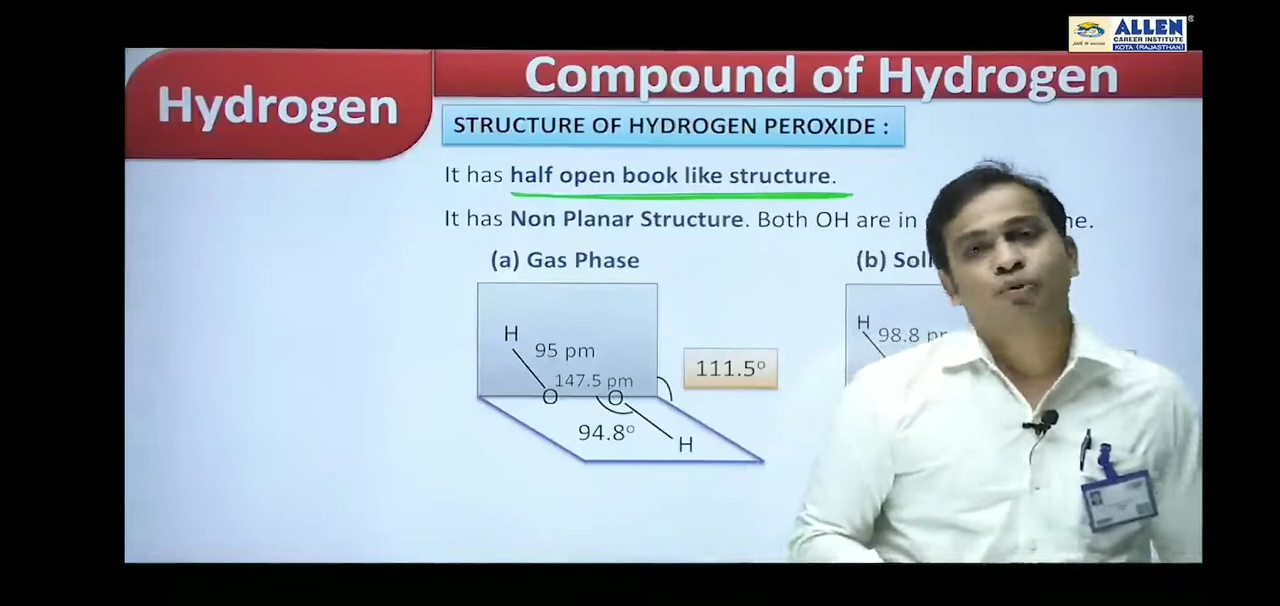 ALLEN
CAREER INSTITUTE
KOTA (RAJASTHAN)
Hydrogen
Compound of Hydrogen
STRUCTURE OF HYDROGEN PEROXIDE :
It has half open book like structure.
It has Non Planar Structure. Both OH are in
(a) Gas Phase
(b)
H
95 pm
147.5 pm
O
O
94.8°
H
111.5°
H
98.8